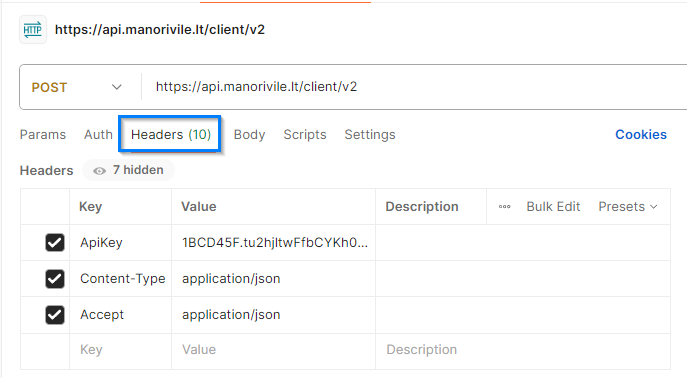 HTTP https://api.manorivile.lt/client/v2
POST https://api.manorivile.lt/client/v2
Params Auth Headers (10) Body Scripts Settings Cookies
Headers 7 hidden
Key Value Description Bulk Edit Presets
ApiKey 1BCD45F.tu2hjItwFfbCYKh0...
Content-Type application/json
Accept application/json
Key Value Description